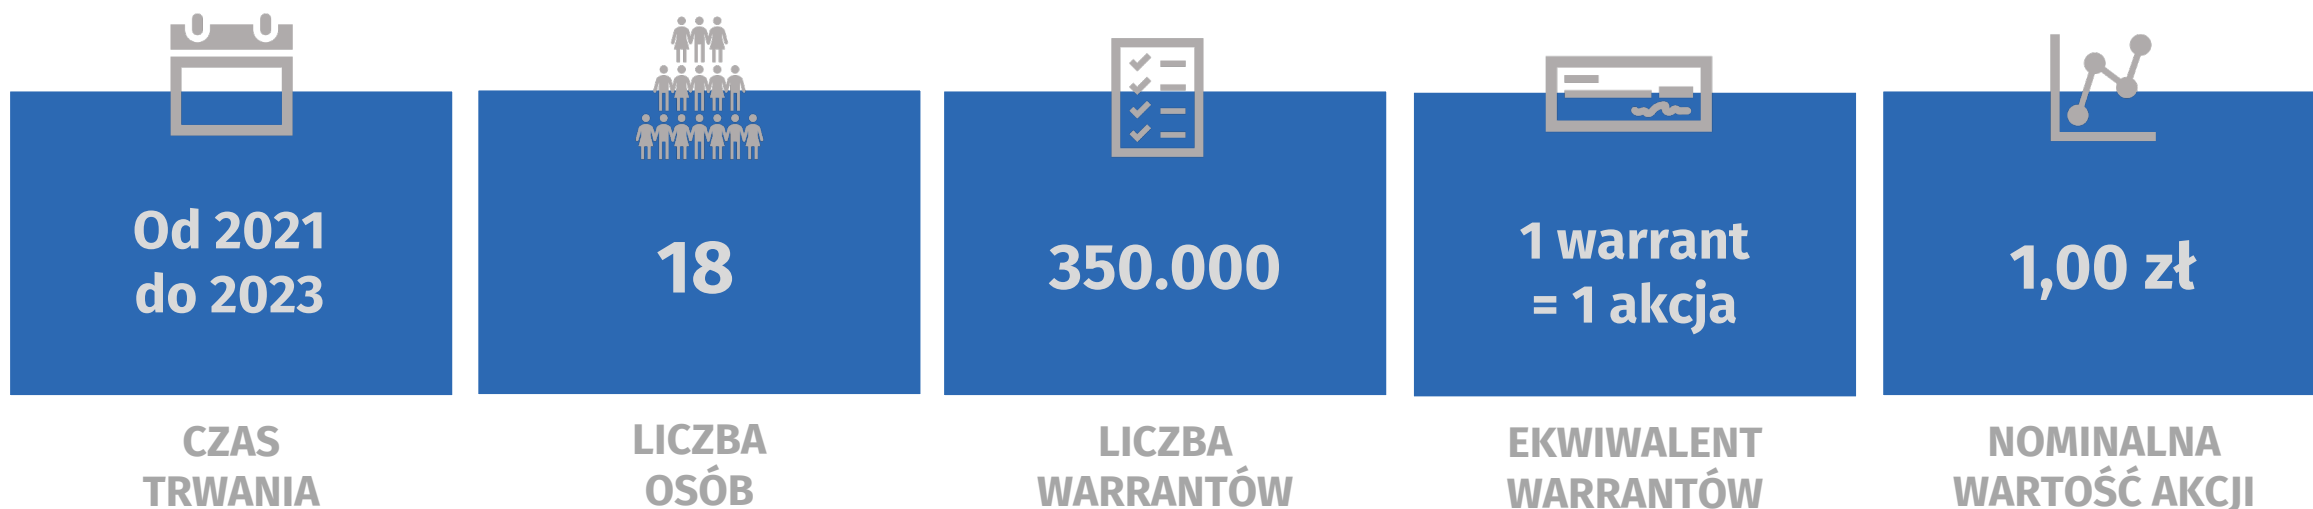 Od 2021
do 2023
CZAS
TRWANIA
18
LICZBA
OSÓB
350.000
LICZBA
WARRANTÓW
1 warrant
= 1 akcja
EKWIWALENT
WARRANTÓW
1,00 zł
NOMINALNA
WARTOŚĆ AKCJI